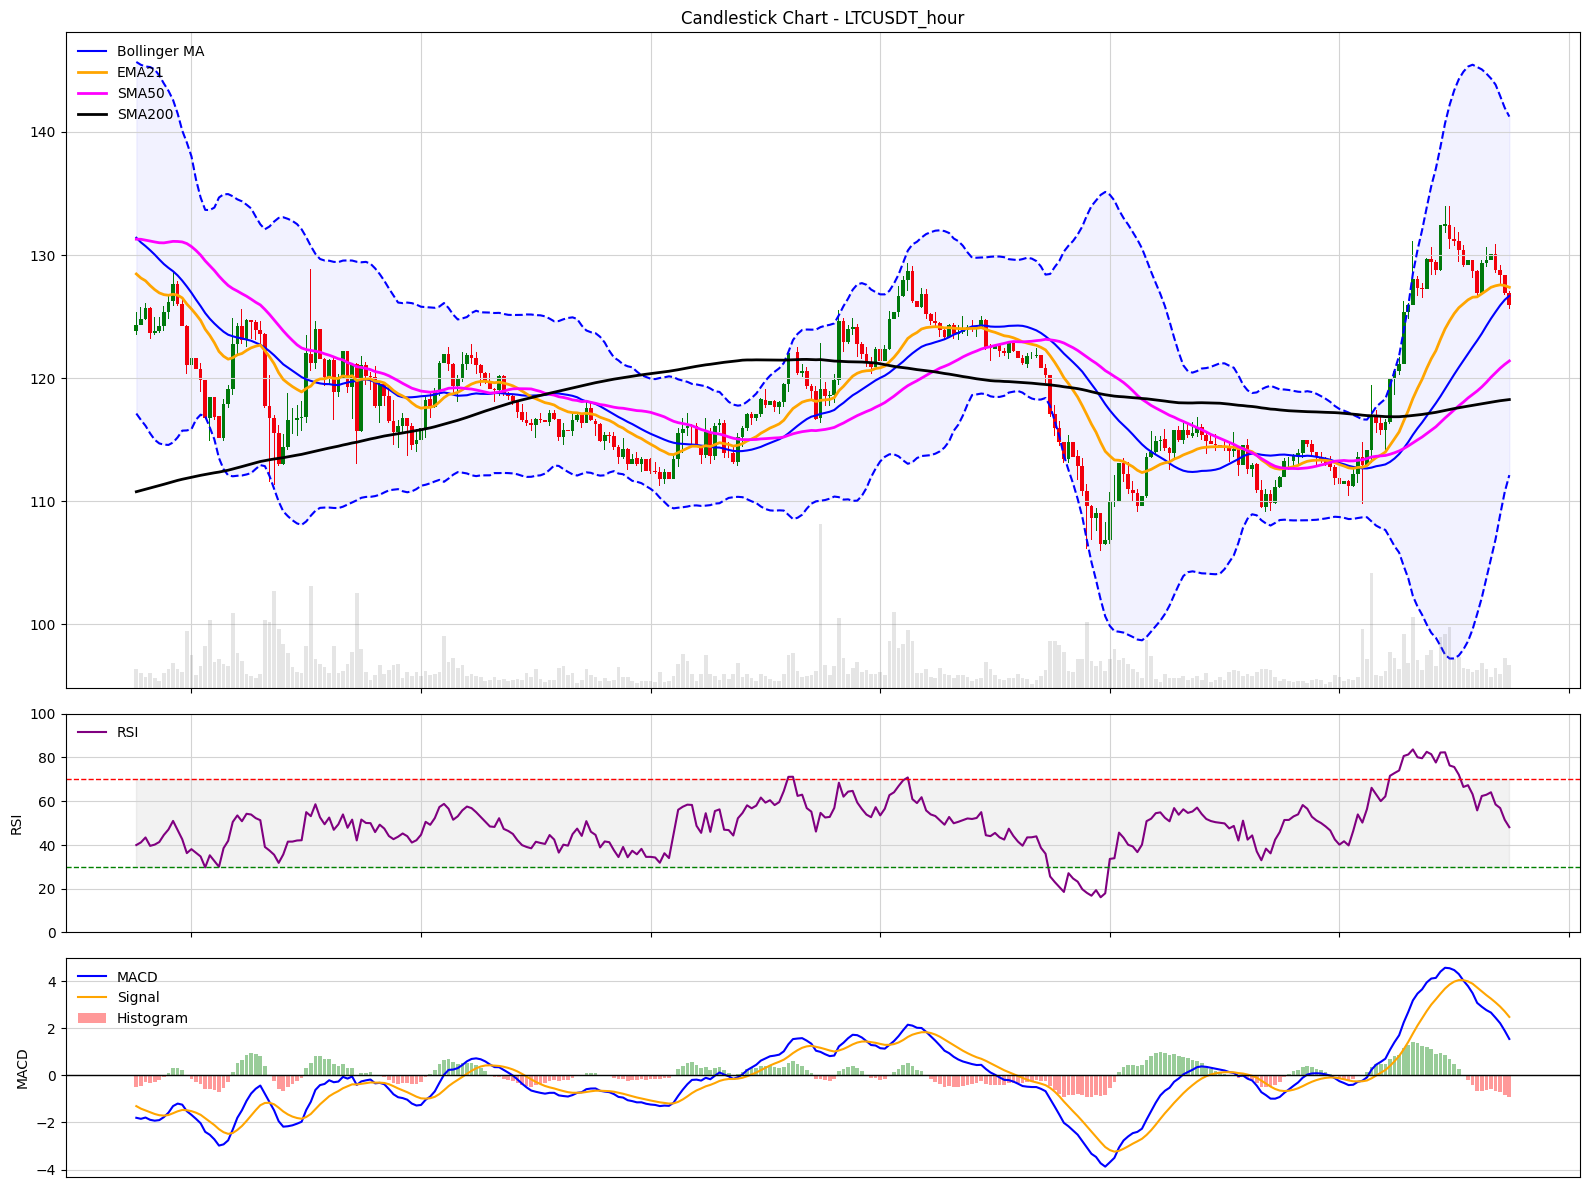 Candlestick Chart - LTCUSDT_hour
Bollinger MA
EMA21
SMA50
SMA200
140
130
120
110
100
RSI
100
80
60
40
20
0
RSI
MACD
Signal
Histogram
4
2
0
−2
−4
MACD